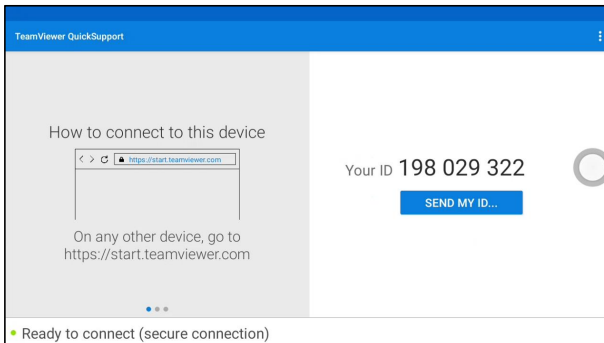 TeamViewer QuickSupport
How to connect to this device
https://start.teamviewer.com
On any other device, go to
https://start.teamviewer.com
Your ID 198 029 322
SEND MY ID...
Ready to connect (secure connection)